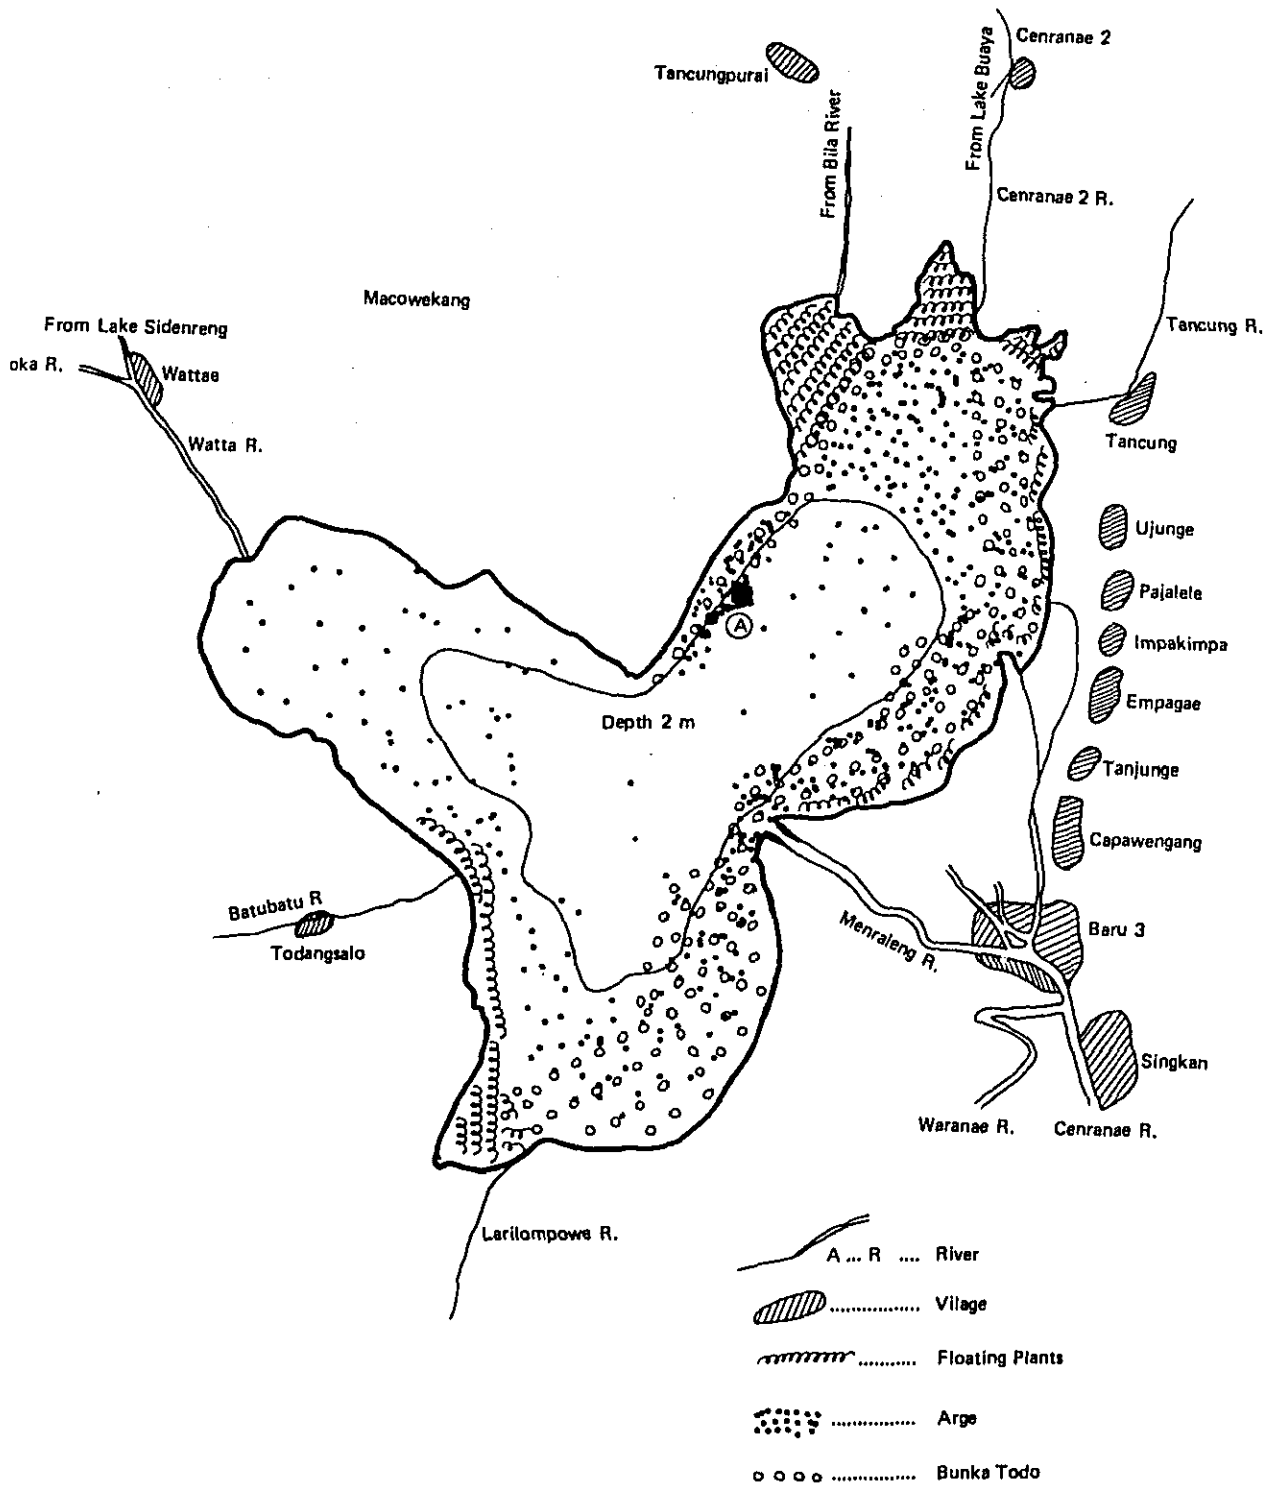 Cenranae 2
Tancungpurai
From Bila River
From Lake Buaya
Cenranae 2 R.
Macowekang
From Lake Sidenreng
oka R.
Wattae
Tancung R.
Watta R.
Tancung
Ujunge
Pajalele
A
Impakimpa
Empagae
Depth 2 m
Tanjunge
Capawengang
Batubatu R
Todangsalo
Menraleng R.
Baru 3
Singkan
Waranae R.
Cenranae R.
Larilompowe R.
A ... R .... River
.................. Vilage
........... Floating Plants
................. Arge
................. Bunka Todo